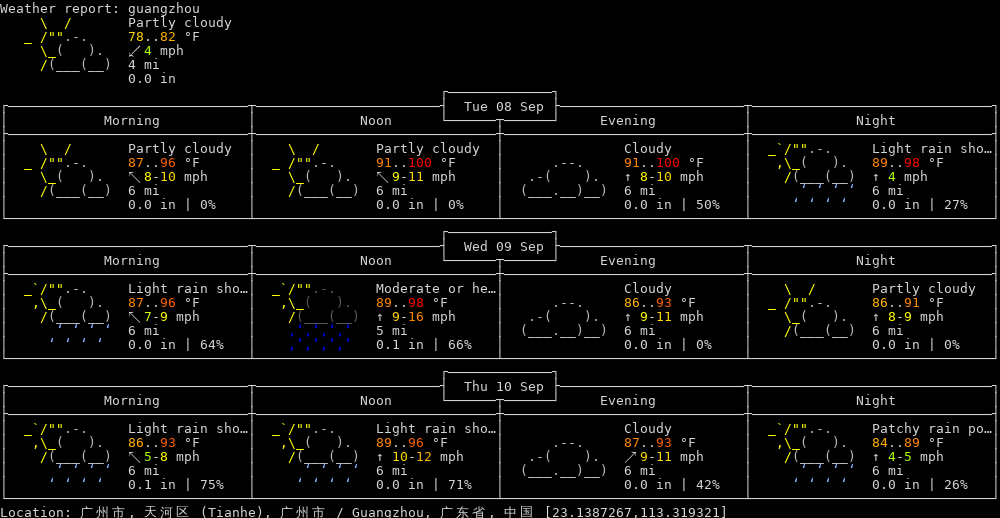 Weather report: guangzhou
Partly cloudy
78..82 °F
↙ 4 mph
4 mi
0.0 in
Tue 08 Sep
Morning Noon Evening Night
Partly cloudy Partly cloudy Cloudy Light rain sho…
87..96 °F 91..100 °F 91..100 °F 89..98 °F
↖ 8-10 mph ↖ 9-11 mph ↑ 8-10 mph ↑ 4 mph
6 mi 6 mi 6 mi 6 mi
0.0 in | 0% 0.0 in | 0% 0.0 in | 50% 0.0 in | 27%
Wed 09 Sep
Morning Noon Evening Night
Light rain sho… Moderate or he… Cloudy Partly cloudy
87..96 °F 89..98 °F 86..93 °F 86..91 °F
↖ 7-9 mph ↑ 9-16 mph ↑ 9-11 mph ↑ 8-9 mph
6 mi 5 mi 6 mi 6 mi
0.0 in | 64% 0.1 in | 66% 0.0 in | 0% 0.0 in | 0%
Thu 10 Sep
Morning Noon Evening Night
Light rain sho… Light rain sho… Cloudy Patchy rain po…
86..93 °F 89..96 °F 87..93 °F 84..89 °F
↖ 5-8 mph ↑ 10-12 mph ↗ 9-11 mph ↑ 4-5 mph
6 mi 6 mi 6 mi 6 mi
0.1 in | 75% 0.0 in | 71% 0.0 in | 42% 0.0 in | 26%
Location: 广州市, 天河区 (Tianhe), 广州市 / Guangzhou, 广东省, 中国 [23.1387267,113.319321]